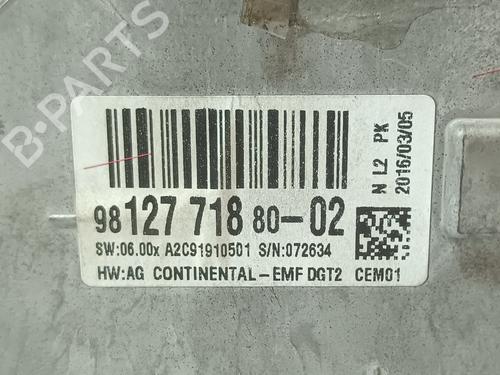 B-PARTS
98 127 718 80-02
SW:06.00x A2C91910501 S/N:072634
HW:AG CONTINENTAL-EMF DGT2 CEM01
N L2 PK
2016/03/05